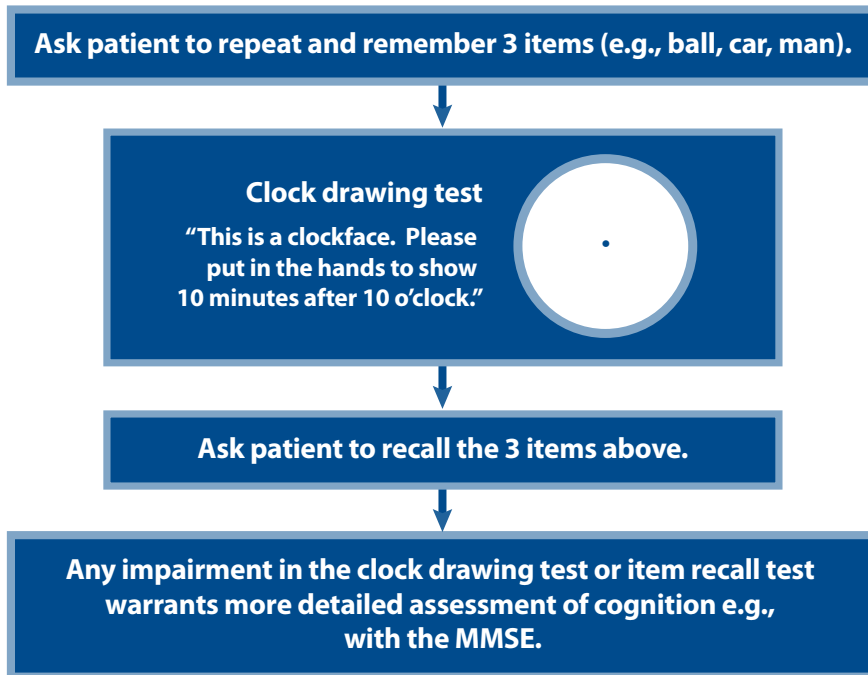 Ask patient to repeat and remember 3 items (e.g., ball, car, man).
Clock drawing test
“This is a clockface. Please
put in the hands to show
10 minutes after 10 o’clock.”
Ask patient to recall the 3 items above.
Any impairment in the clock drawing test or item recall test
warrants more detailed assessment of cognition e.g.,
with the MMSE.